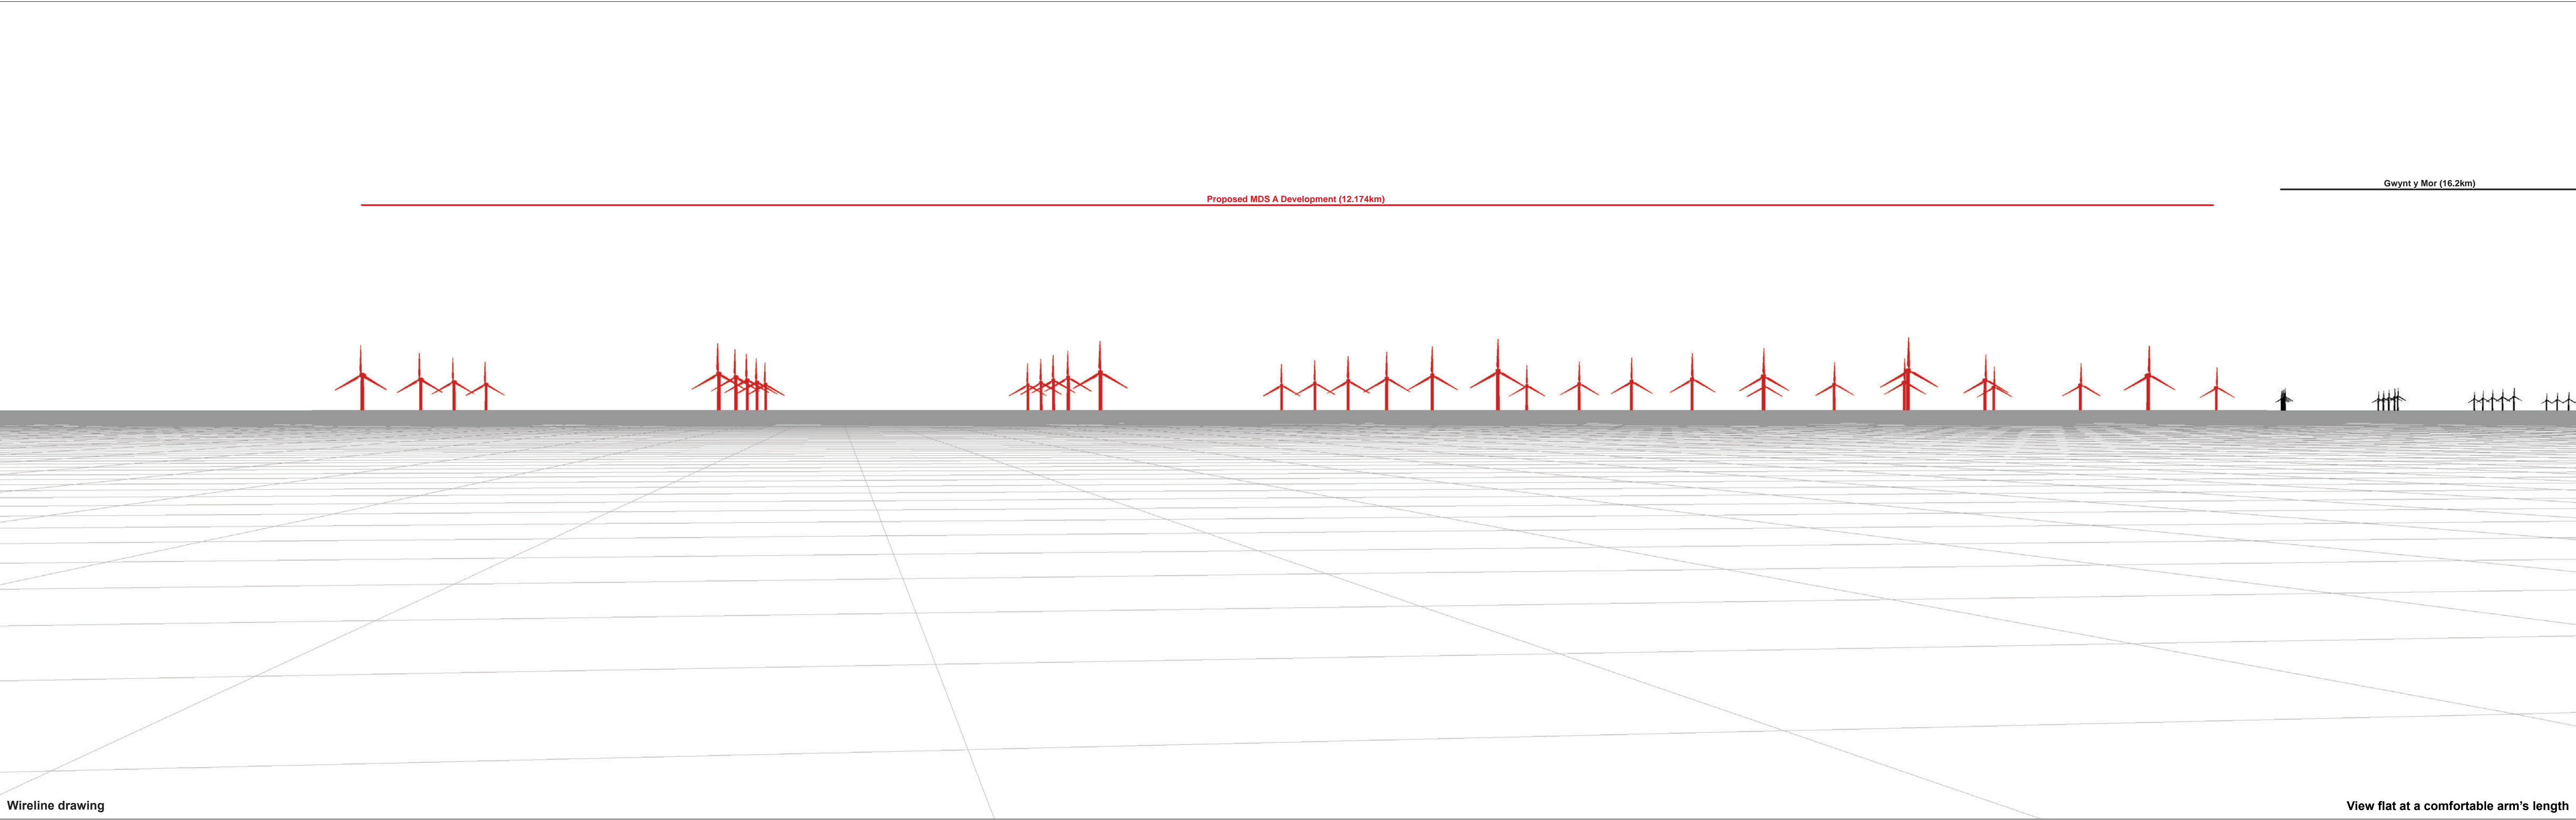 Gwynt y Mor (16.2km)
Proposed MDS A Development (12.174km)
Wireline drawing
View flat at a comfortable arm's length